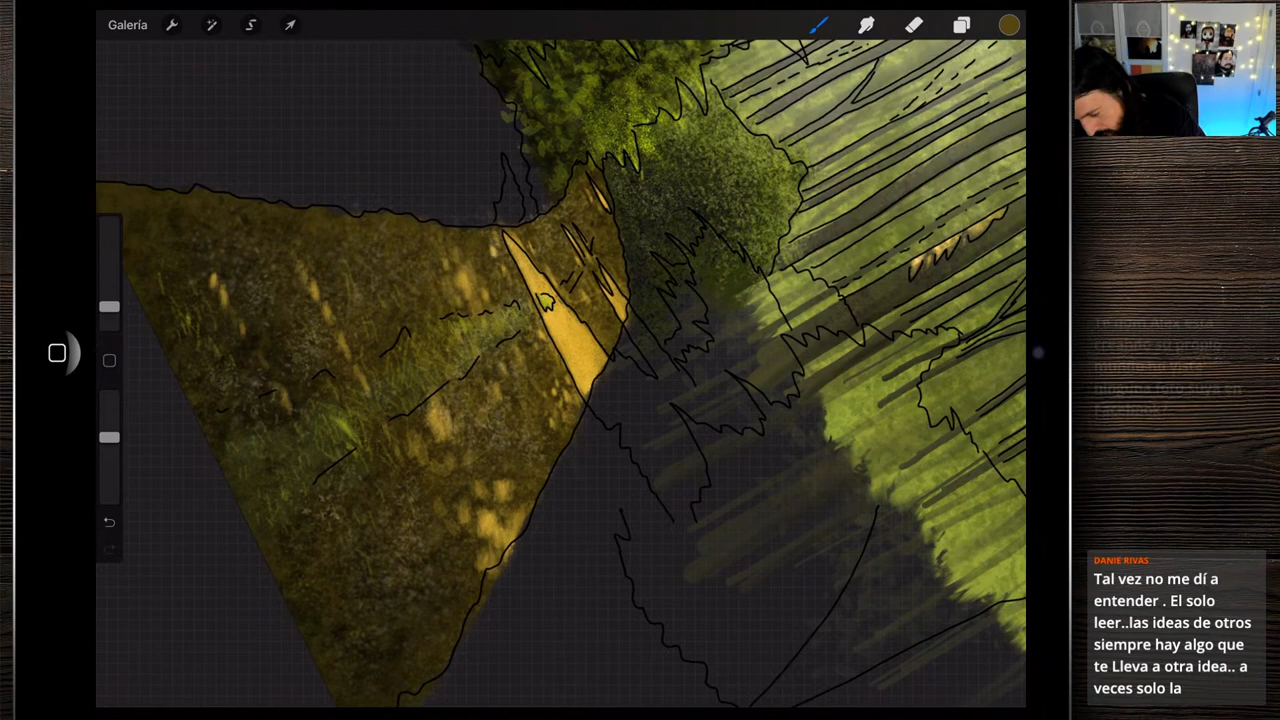 Galería
DANIE RIVAS
Tal vez no me dí a
entender . El solo
leer..las ideas de otros
siempre hay algo que
te Lleva a otra idea.. a
veces solo la